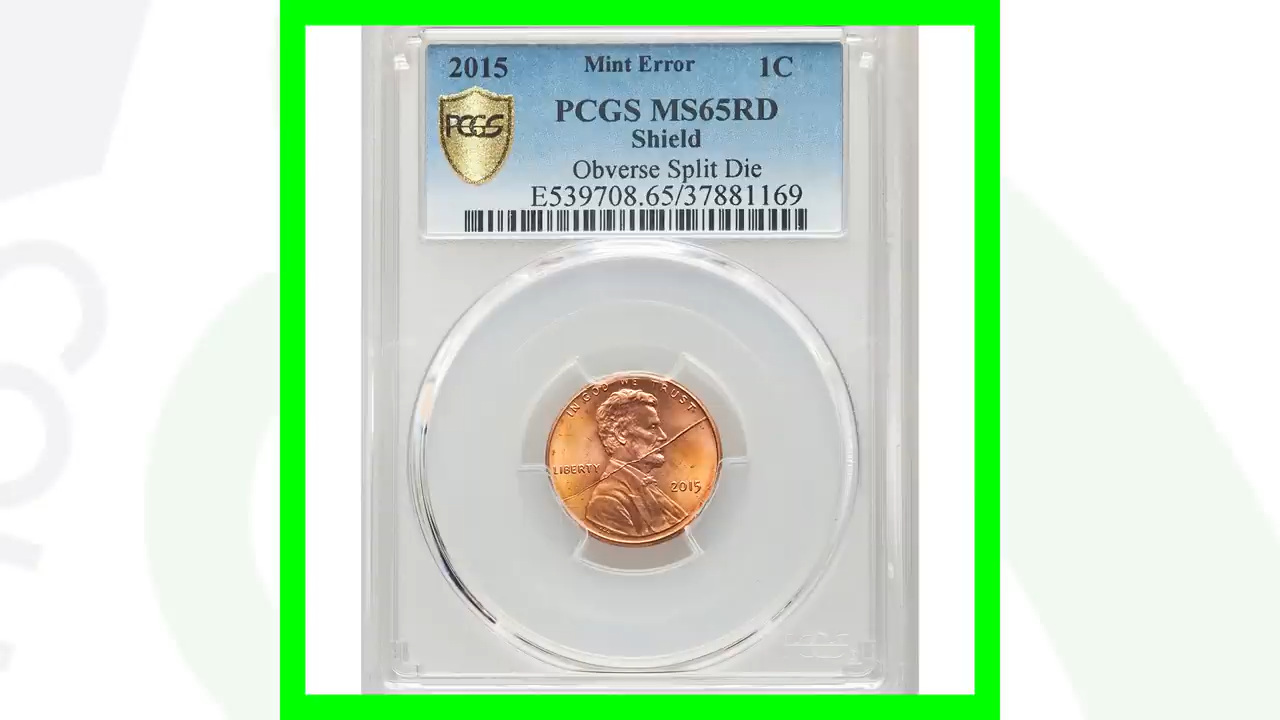 2015 Mint Error 1C
PCGS
PCGS MS65RD
Shield
Obverse Split Die
E539708.65/37881169
IN GOD WE TRUST
LIBERTY
2015